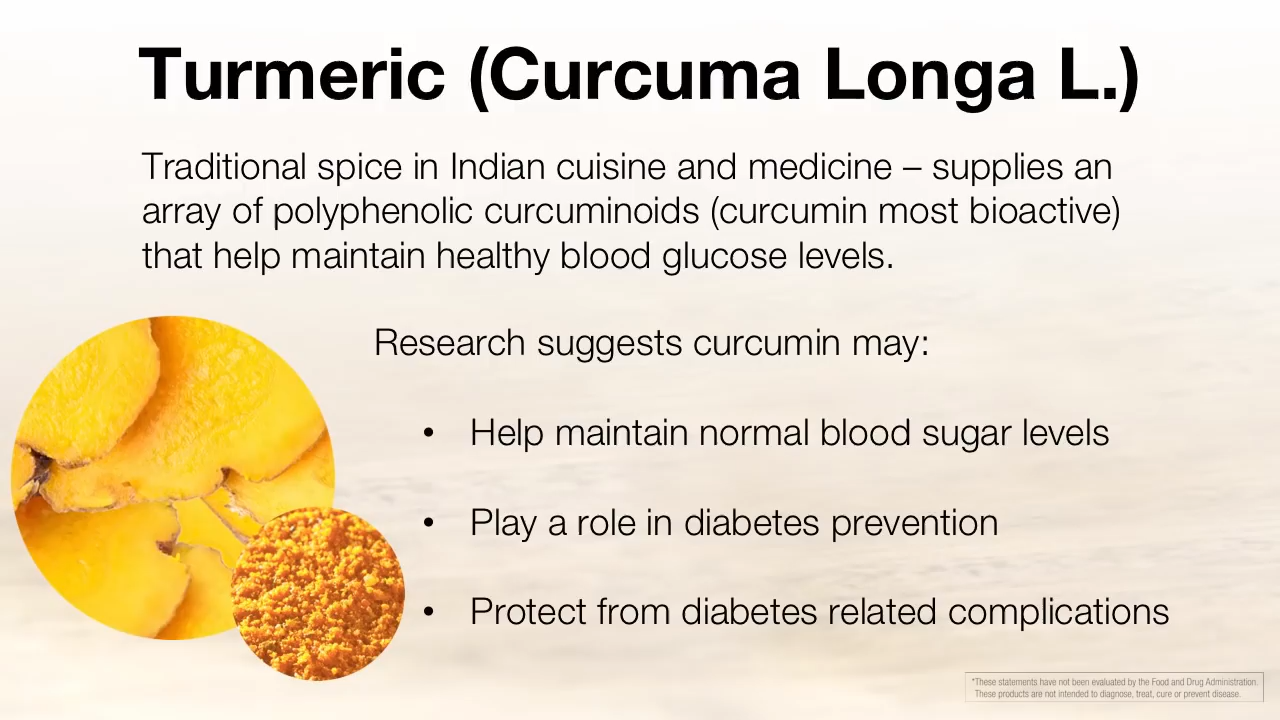 Turmeric (Curcuma Longa L.)
Traditional spice in Indian cuisine and medicine – supplies an
array of polyphenolic curcuminoids (curcumin most bioactive)
that help maintain healthy blood glucose levels.
Research suggests curcumin may:
• Help maintain normal blood sugar levels
• Play a role in diabetes prevention
• Protect from diabetes related complications
*These statements have not been evaluated by the Food and Drug Administration.
These products are not intended to diagnose, treat, cure or prevent disease.